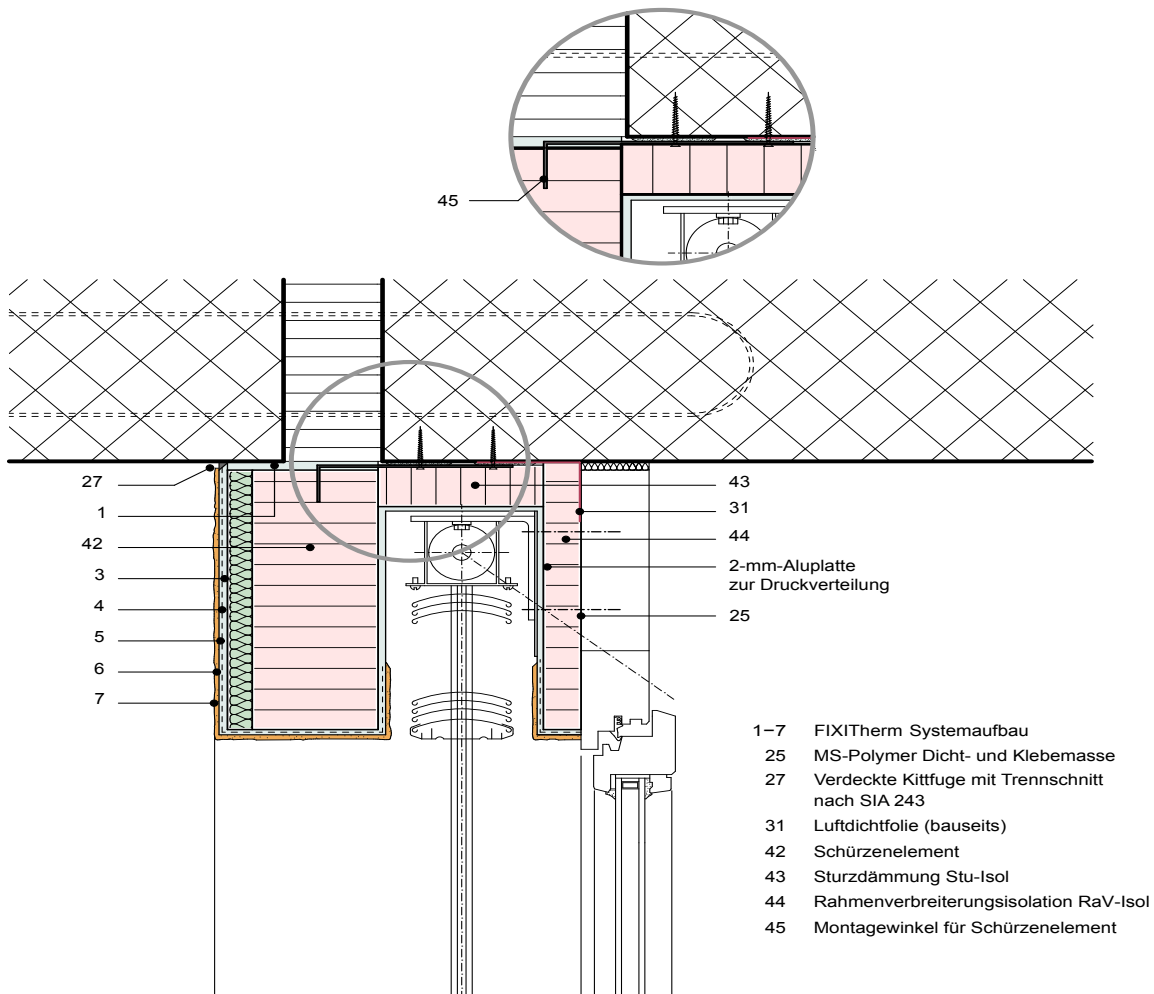 45
27
1
42
3
4
5
6
7
43
31
44
2-mm-Aluplatte
zur Druckverteilung
25
1–7 FIXITherm Systemaufbau
25 MS-Polymer Dicht- und Klebemasse
27 Verdeckte Kittfuge mit Trennschnitt
nach SIA 243
31 Luftdichtfolie (bauseits)
42 Schürzenelement
43 Sturzdämmung Stu-Isol
44 Rahmenverbreiterungsisolation RaV-Isol
45 Montagewinkel für Schürzenelement